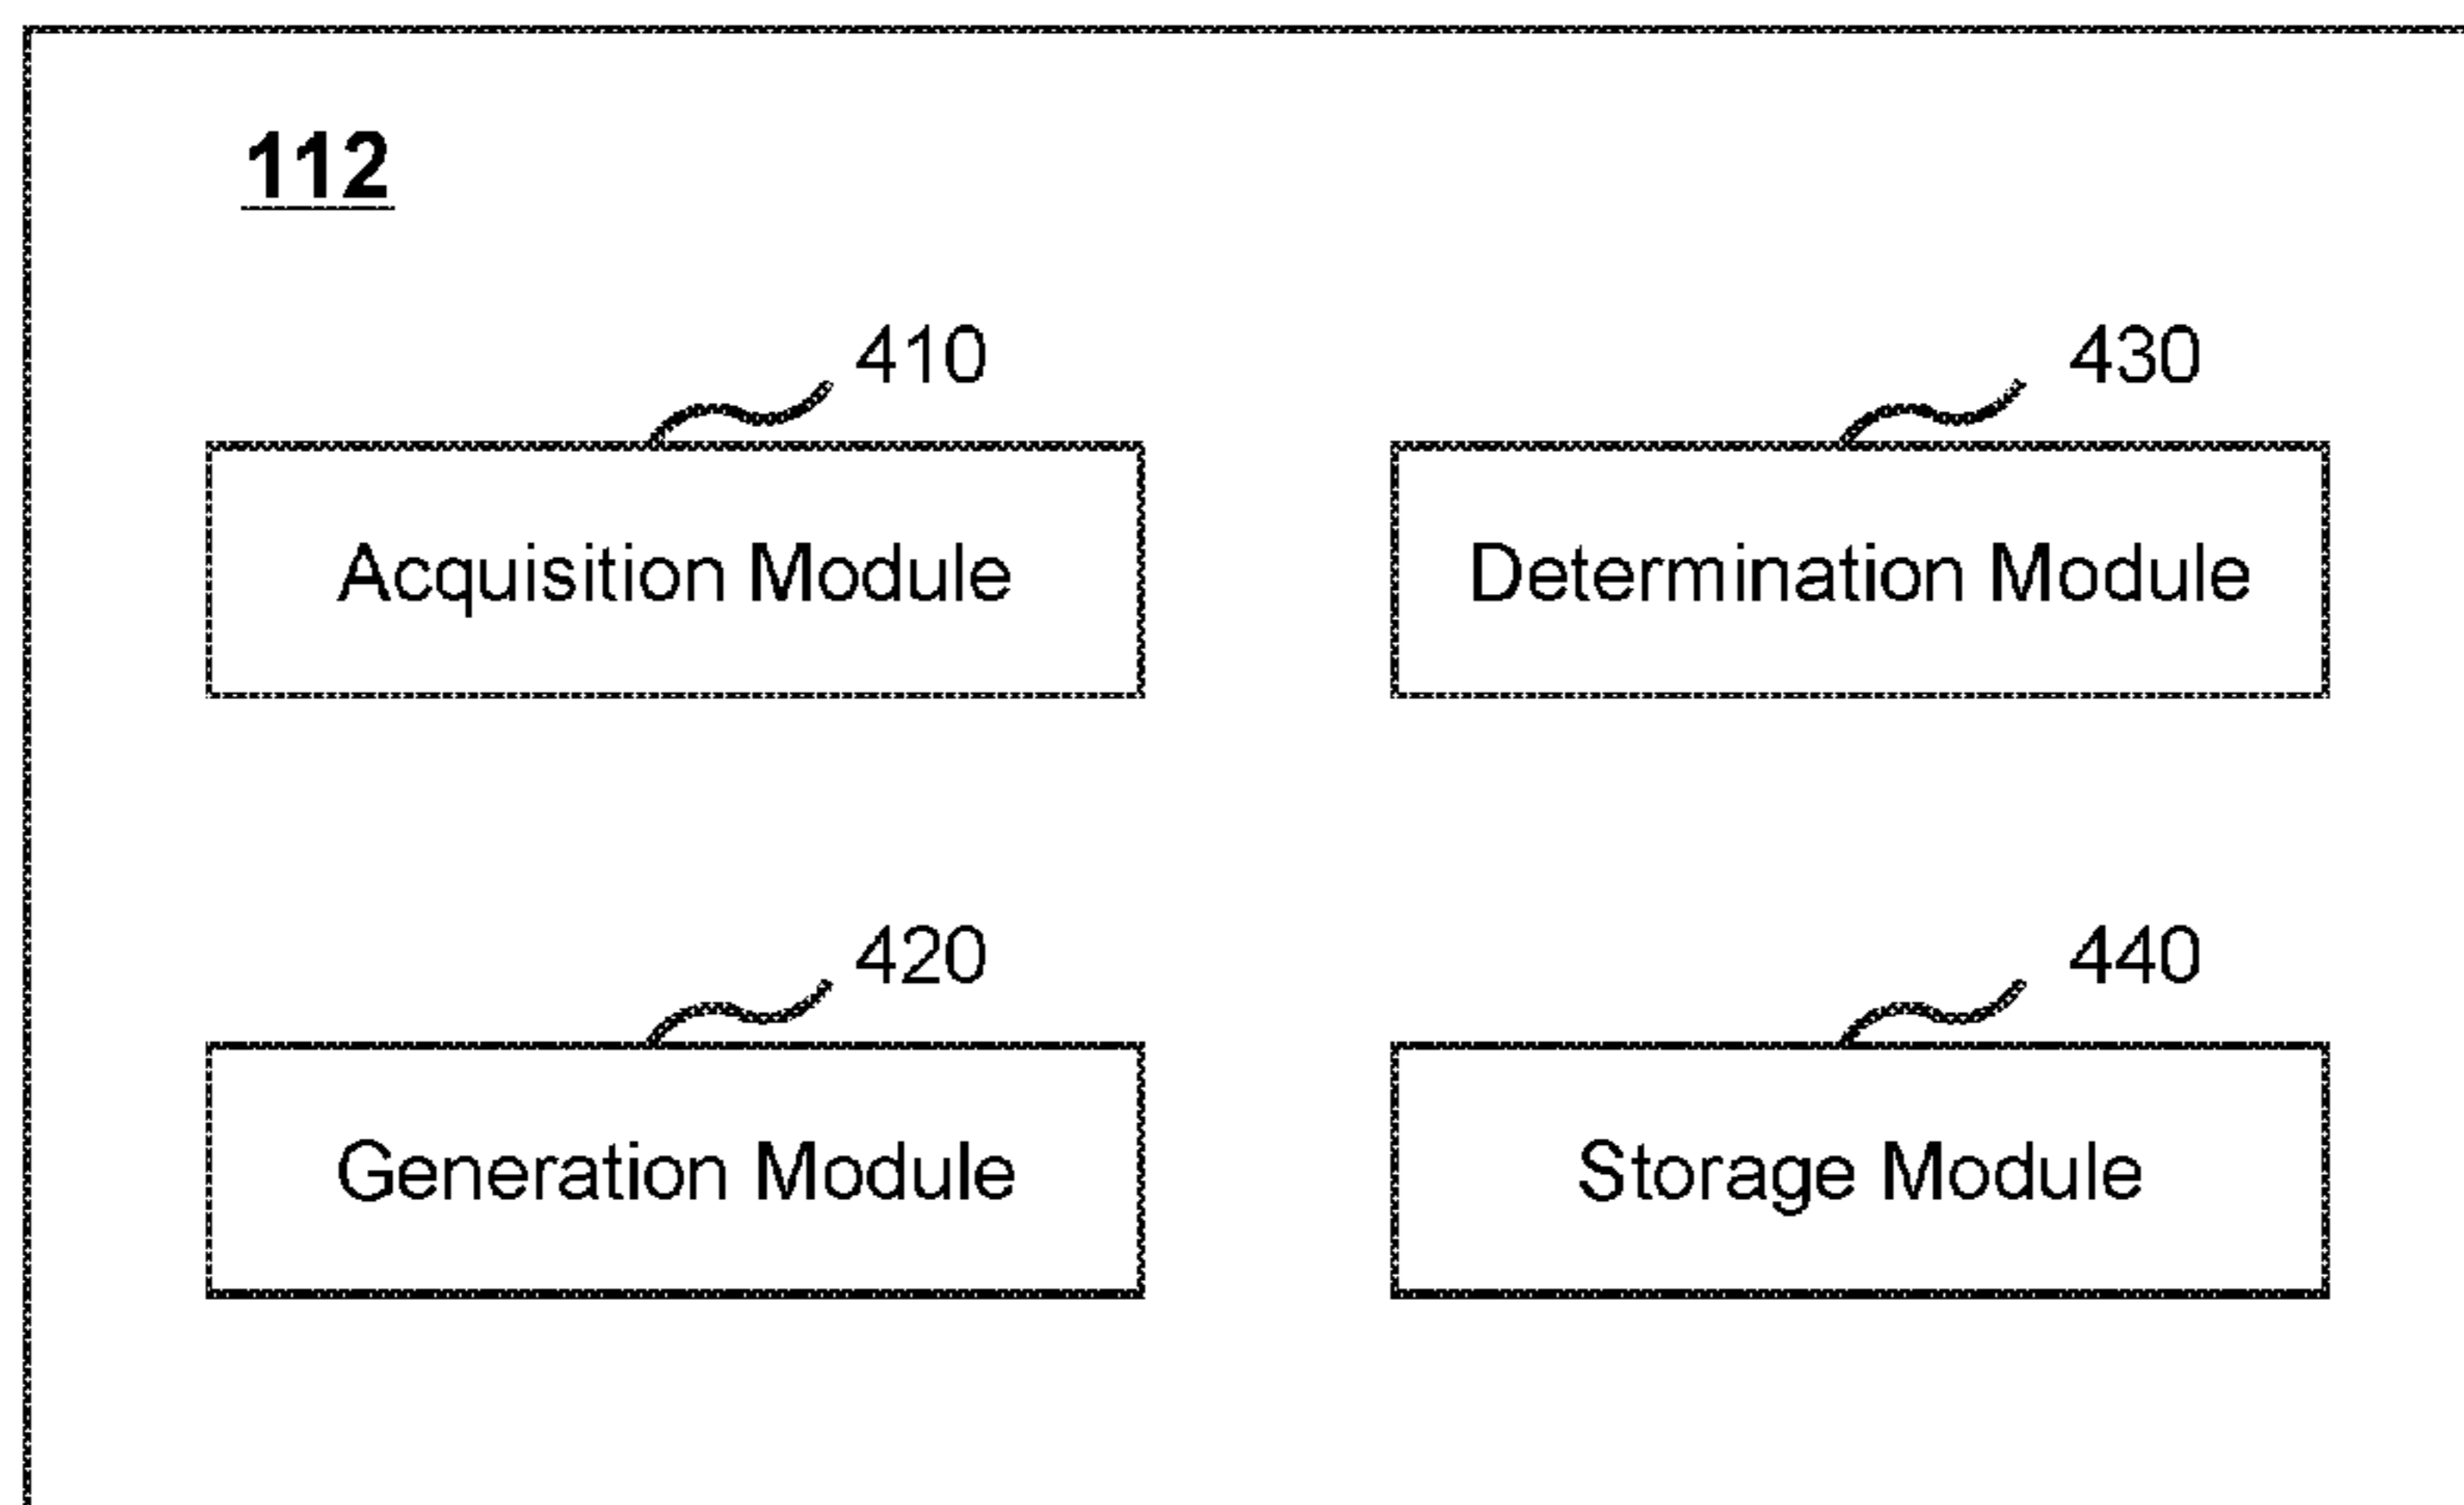 112
410
430
Acquisition Module
Determination Module
420
440
Generation Module
Storage Module